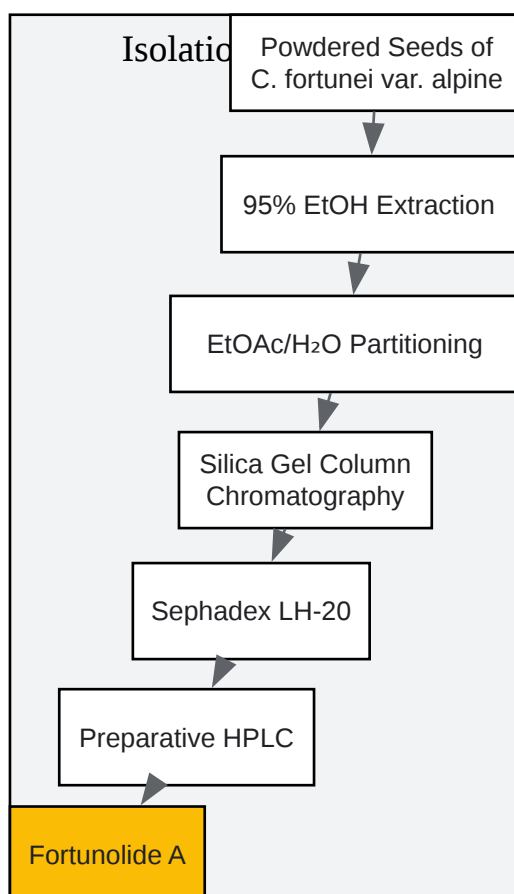 Powdered Seeds of
C. fortunei var. alpine
95% EtOH Extraction
EtOAc/H₂O Partitioning
Silica Gel Column
Chromatography
Sephadex LH-20
Preparative HPLC
Fortunolide A